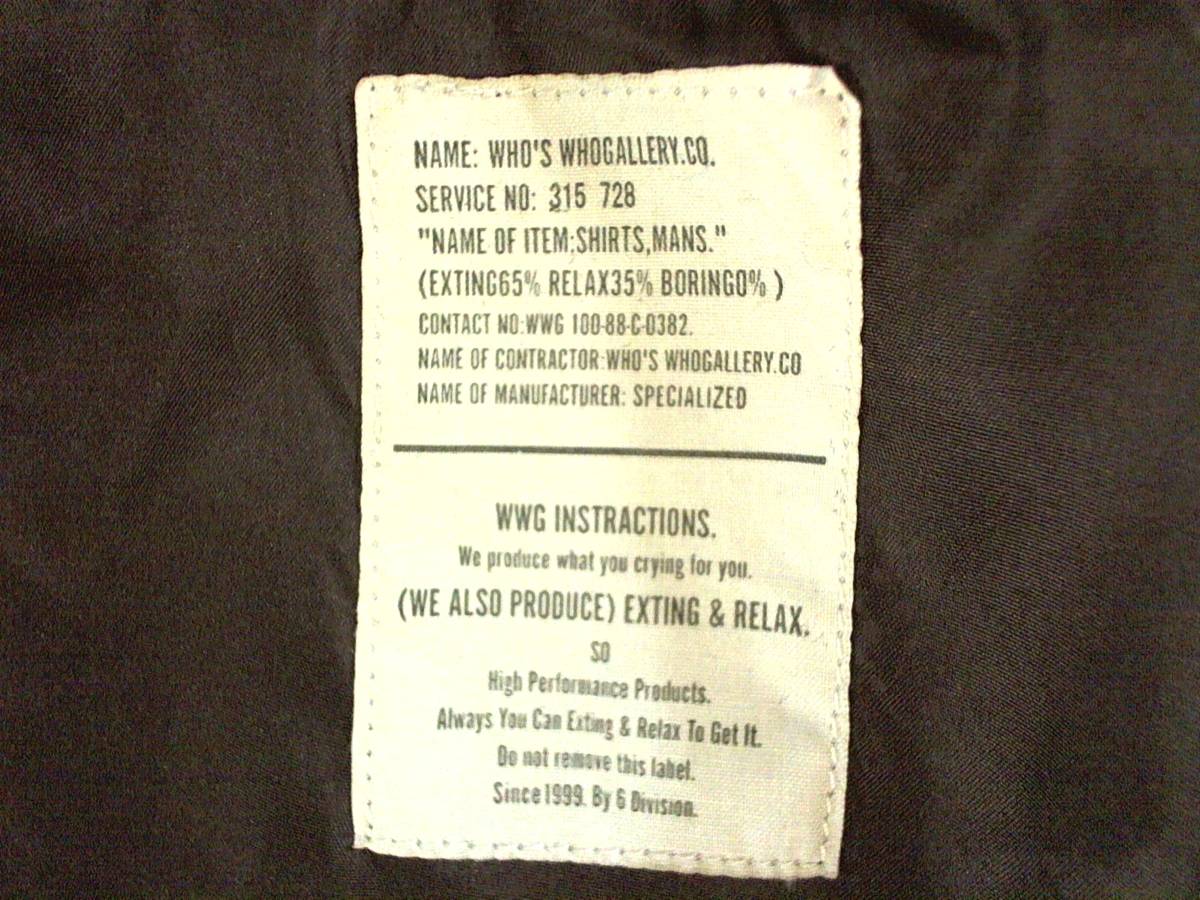 NAME: WHO'S WHOGALLERY.CO.
SERVICE NO: 315 728
"NAME OF ITEM:SHIRTS,MANS."
(EXTING65% RELAX35% BORING0% )
CONTACT NO:WWG 100-88-C-0382.
NAME OF CONTRACTOR:WHO'S WHOGALLERY.CO
NAME OF MANUFACTURER: SPECIALIZED
WWG INSTRACTIONS.
We produce what you crying for you.
(WE ALSO PRODUCE) EXTING & RELAX.
SO
High Performance Products.
Always You Can Exting & Relax To Get It.
Do not remove this label.
Since1999. By 6 Division.